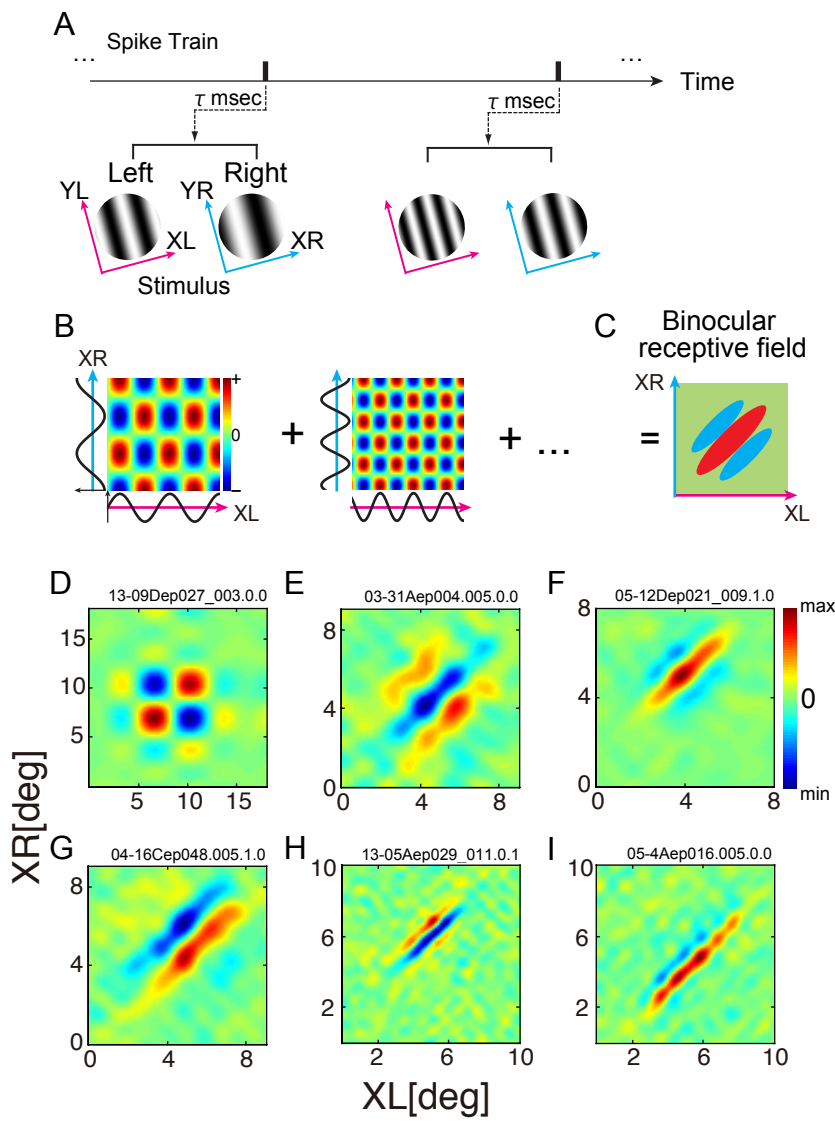 A
Spike Train
...
...
Time
τ msec
τ msec
Left
Right
YL
YR
XL
XR
Stimulus
B
C
Binocular
receptive field
XR
+
0
−
XL
+
+ ...
=
XR
XL
D
13-09Dep027_003.0.0
15
10
5
5
10
15
E
03-31Aep004.005.0.0
8
4
0
0
4
8
F
05-12Dep021_009.1.0
8
4
0
0
4
8
max
0
min
XR[deg]
G
04-16Cep048.005.1.0
8
4
0
0
4
8
H
13-05Aep029_011.0.1
10
6
2
2
6
10
I
05-4Aep016.005.0.0
10
6
2
2
6
10
XL[deg]